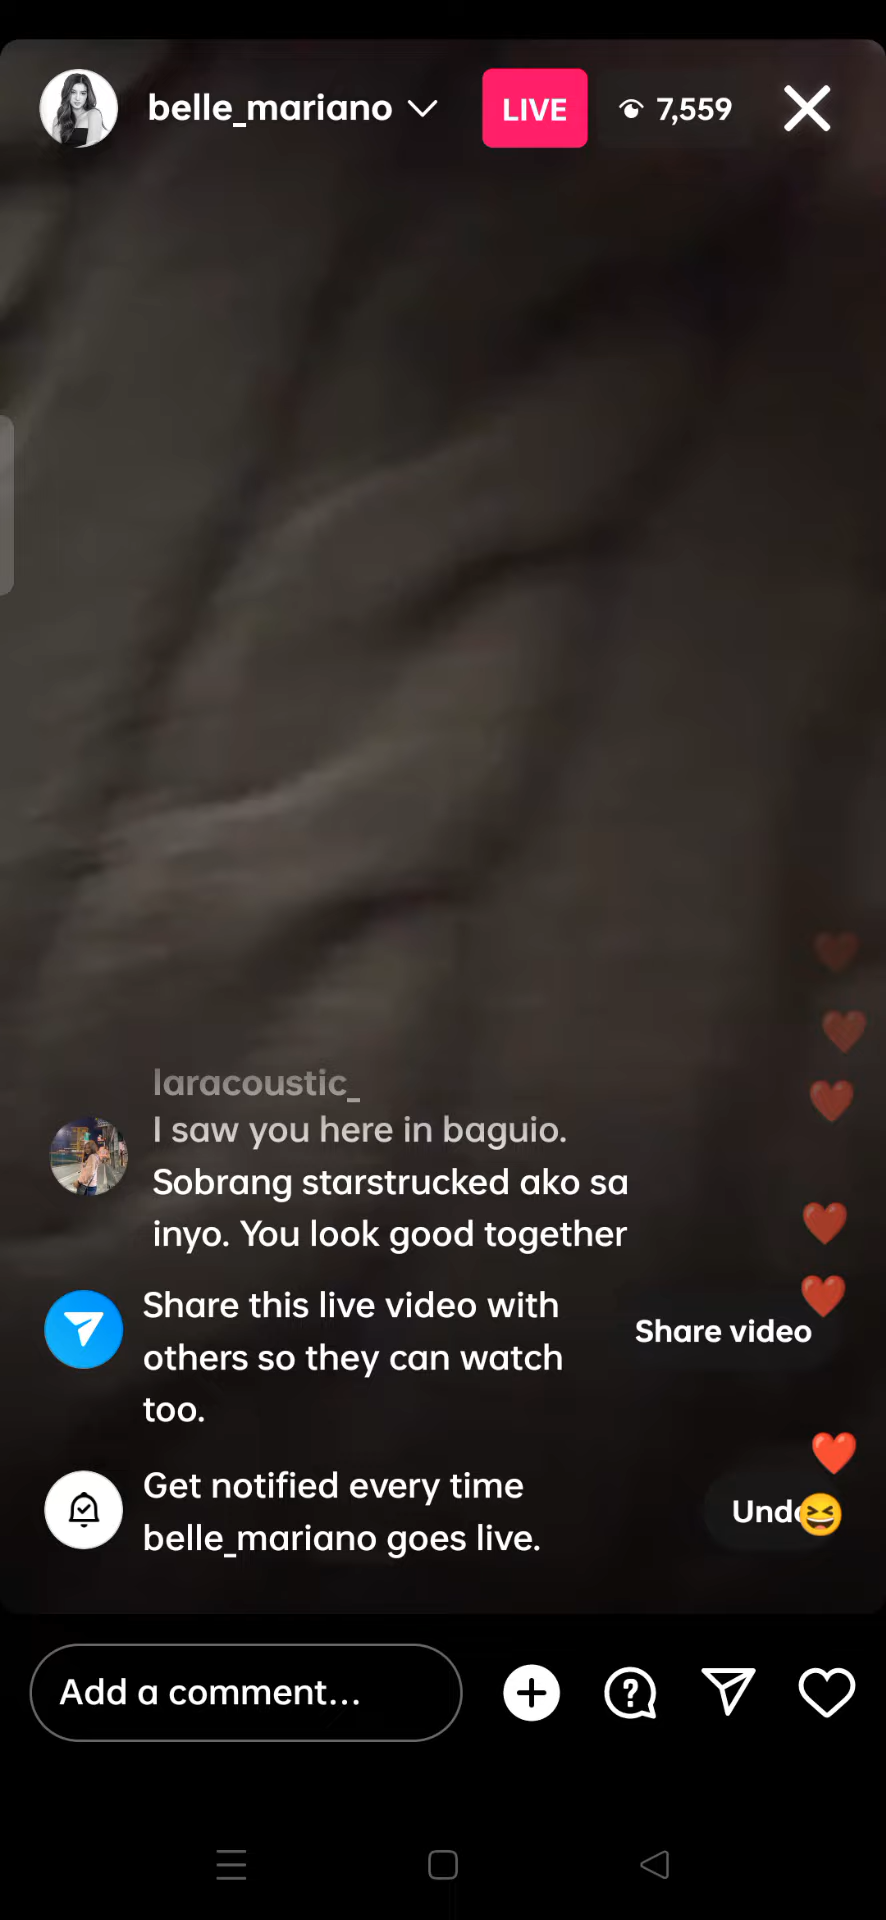 belle_mariano
LIVE
7,559
laracoustic_
I saw you here in baguio.
Sobrang starstrucked ako sa
inyo. You look good together
Share this live video with
others so they can watch
too.
Share video
Get notified every time
belle_mariano goes live.
Und
Add a comment...